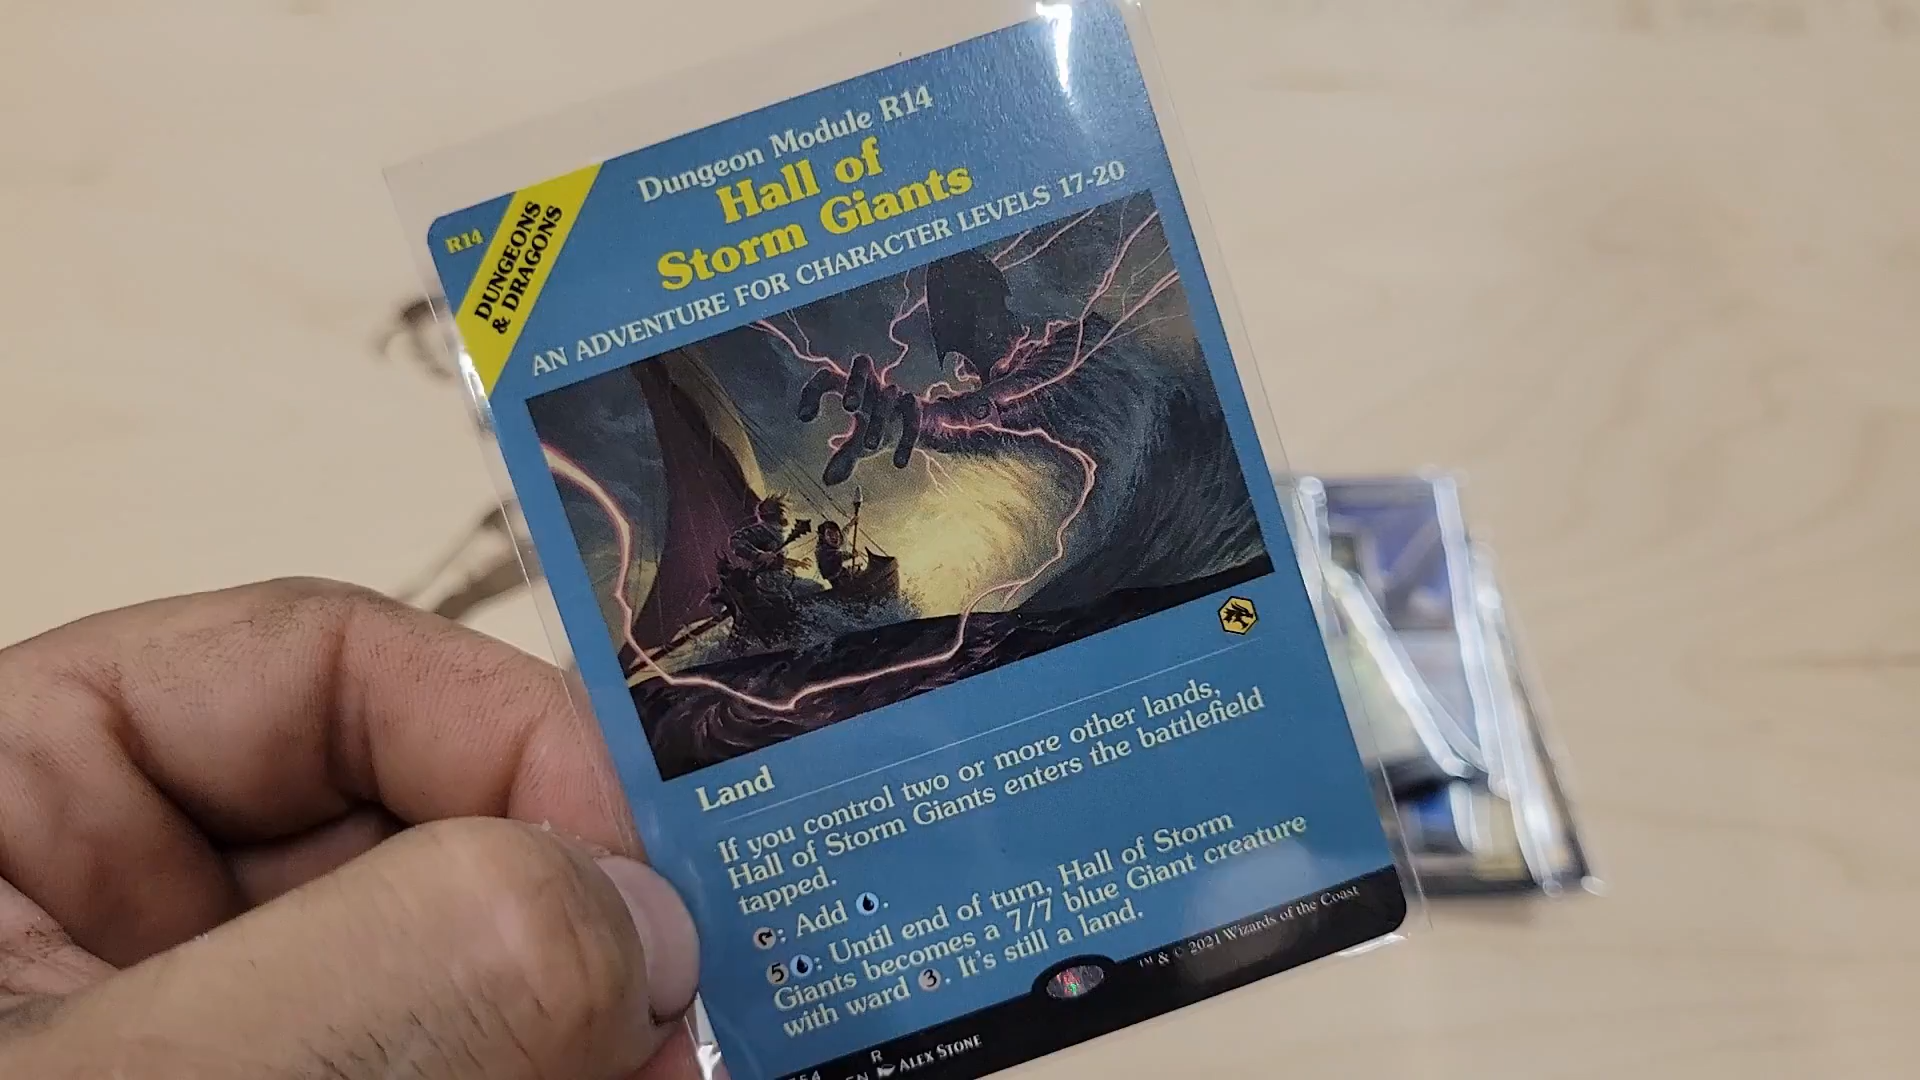 Dungeon Module R14
Hall of
Storm Giants
AN ADVENTURE FOR CHARACTER LEVELS 17-20
R14
DUNGEONS
& DRAGONS
Land
If you control two or more other lands,
Hall of Storm Giants enters the battlefield
tapped.
: Add .
5 : Until end of turn, Hall of Storm
Giants becomes a 7/7 blue Giant creature
with ward 3. It's still a land.
™ & © 2021 Wizards of the Coast
R
EN ALEX STONE